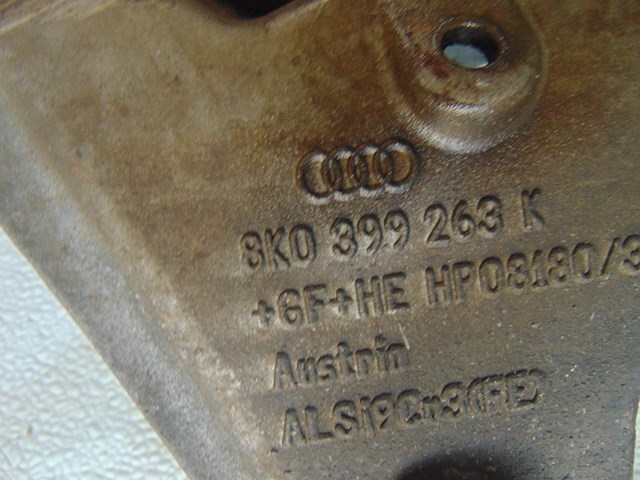 8K0 399 263 K
+GF+HE HP08180/3
Austria
ALSi9Cu3(FE)